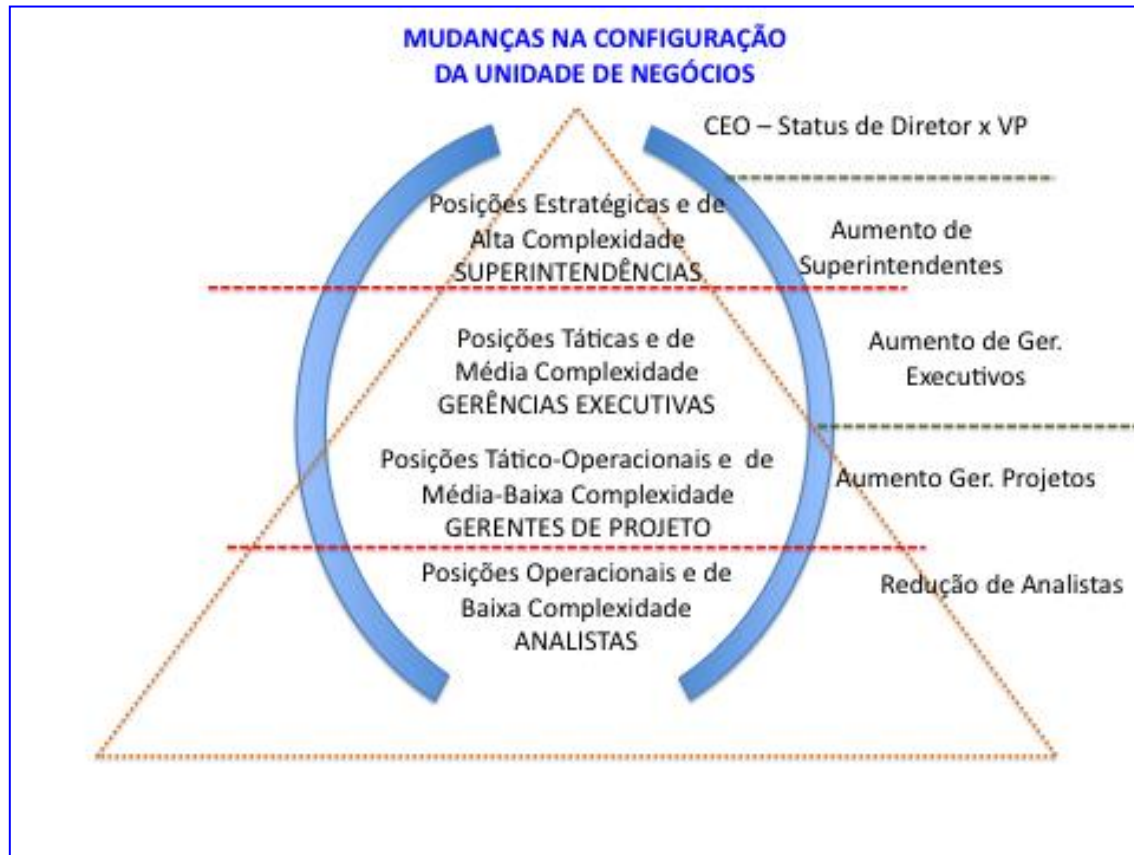 MUDANÇAS NA CONFIGURAÇÃO
DA UNIDADE DE NEGÓCIOS
CEO – Status de Diretor x VP
Posições Estratégicas e de
Alta Complexidade
SUPERINTENDÊNCIAS
Aumento de
Superintendentes
Posições Táticas e de
Média Complexidade
GERÊNCIAS EXECUTIVAS
Aumento de Ger.
Executivos
Posições Tático-Operacionais e de
Média-Baixa Complexidade
GERENTES DE PROJETO
Aumento Ger. Projetos
Posições Operacionais e de
Baixa Complexidade
ANALISTAS
Redução de Analistas